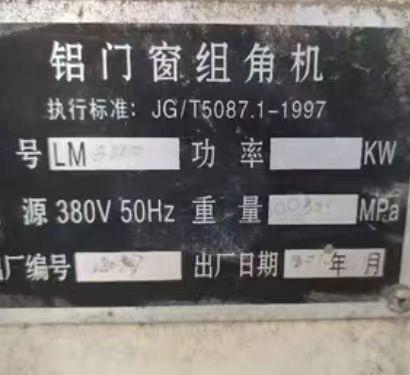 铝门窗组角机
执行标准: JG/T5087.1-1997
号 LM 功率 KW
源 380V 50Hz 重量 MPa
厂编号 出厂日期 年 月